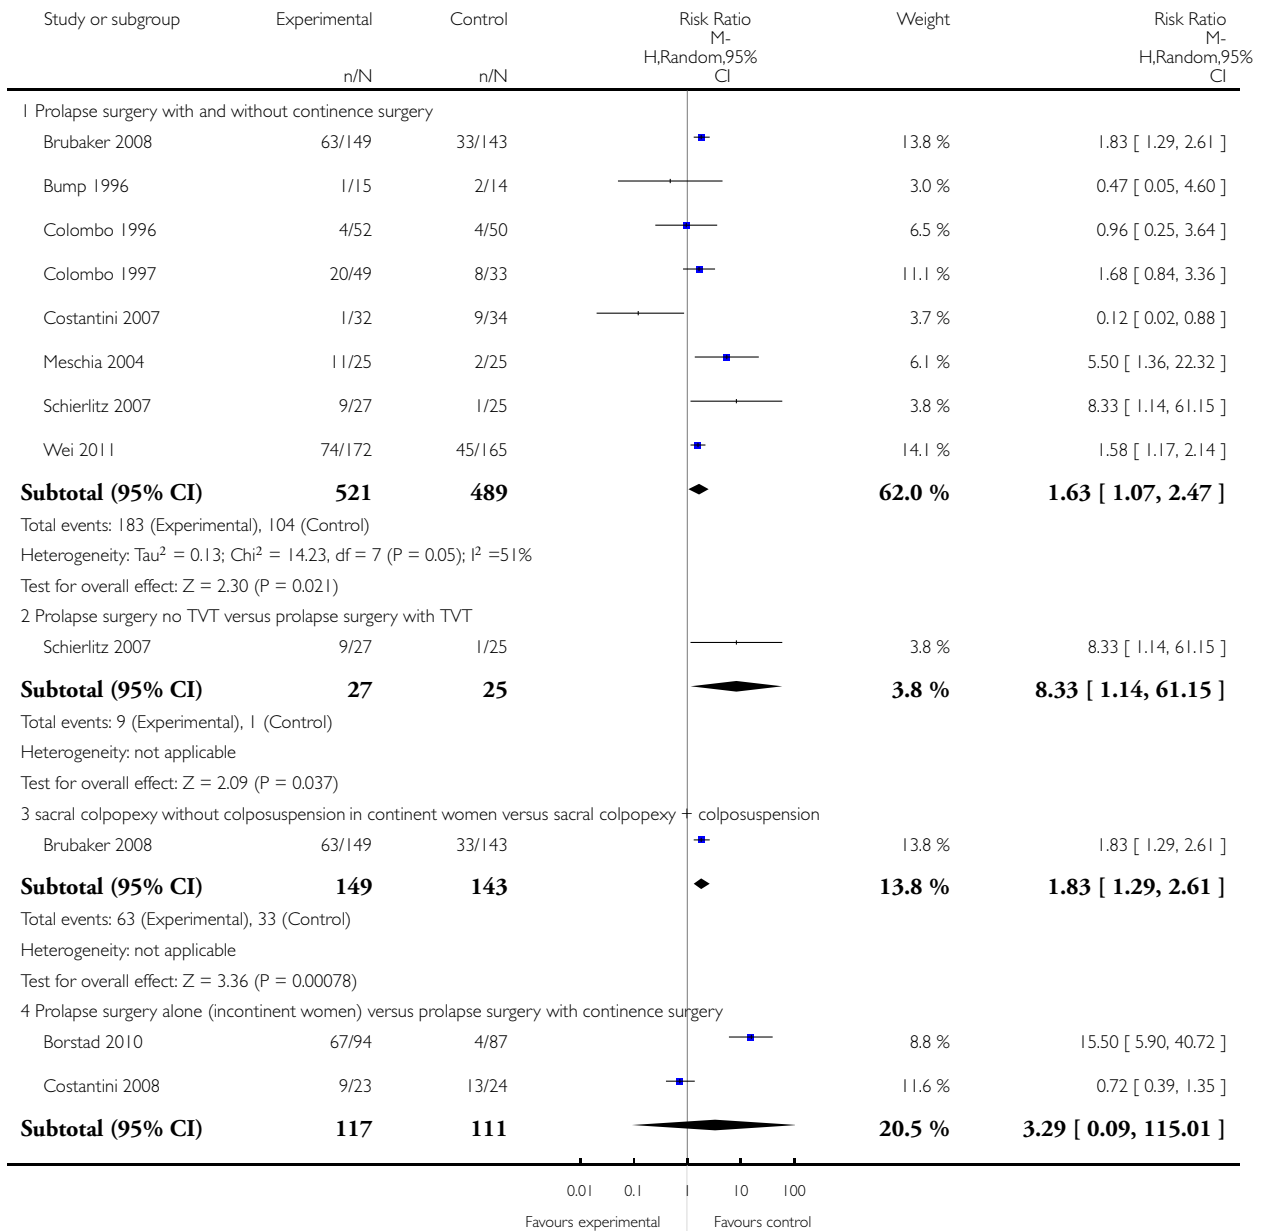 Study or subgroup Experimental Control Risk Ratio Weight Risk Ratio
M- M-
H,Random,95% H,Random,95%
n/N n/N CI CI
1 Prolapse surgery with and without continence surgery
Brubaker 2008 63/149 33/143 13.8 % 1.83 [ 1.29, 2.61 ]
Bump 1996 1/15 2/14 3.0 % 0.47 [ 0.05, 4.60 ]
Colombo 1996 4/52 4/50 6.5 % 0.96 [ 0.25, 3.64 ]
Colombo 1997 20/49 8/33 11.1 % 1.68 [ 0.84, 3.36 ]
Costantini 2007 1/32 9/34 3.7 % 0.12 [ 0.02, 0.88 ]
Meschia 2004 11/25 2/25 6.1 % 5.50 [ 1.36, 22.32 ]
Schierlitz 2007 9/27 1/25 3.8 % 8.33 [ 1.14, 61.15 ]
Wei 2011 74/172 45/165 14.1 % 1.58 [ 1.17, 2.14 ]
Subtotal (95% CI) 521 489 62.0 % 1.63 [ 1.07, 2.47 ]
Total events: 183 (Experimental), 104 (Control)
Heterogeneity: Tau² = 0.13; Chi² = 14.23, df = 7 (P = 0.05); I² =51%
Test for overall effect: Z = 2.30 (P = 0.021)
2 Prolapse surgery no TVT versus prolapse surgery with TVT
Schierlitz 2007 9/27 1/25 3.8 % 8.33 [ 1.14, 61.15 ]
Subtotal (95% CI) 27 25 3.8 % 8.33 [ 1.14, 61.15 ]
Total events: 9 (Experimental), 1 (Control)
Heterogeneity: not applicable
Test for overall effect: Z = 2.09 (P = 0.037)
3 sacral colpopexy without colposuspension in continent women versus sacral colpopexy + colposuspension
Brubaker 2008 63/149 33/143 13.8 % 1.83 [ 1.29, 2.61 ]
Subtotal (95% CI) 149 143 13.8 % 1.83 [ 1.29, 2.61 ]
Total events: 63 (Experimental), 33 (Control)
Heterogeneity: not applicable
Test for overall effect: Z = 3.36 (P = 0.00078)
4 Prolapse surgery alone (incontinent women) versus prolapse surgery with continence surgery
Borstad 2010 67/94 4/87 8.8 % 15.50 [ 5.90, 40.72 ]
Costantini 2008 9/23 13/24 11.6 % 0.72 [ 0.39, 1.35 ]
Subtotal (95% CI) 117 111 20.5 % 3.29 [ 0.09, 115.01 ]
0.01 0.1 1 10 100
Favours experimental Favours control